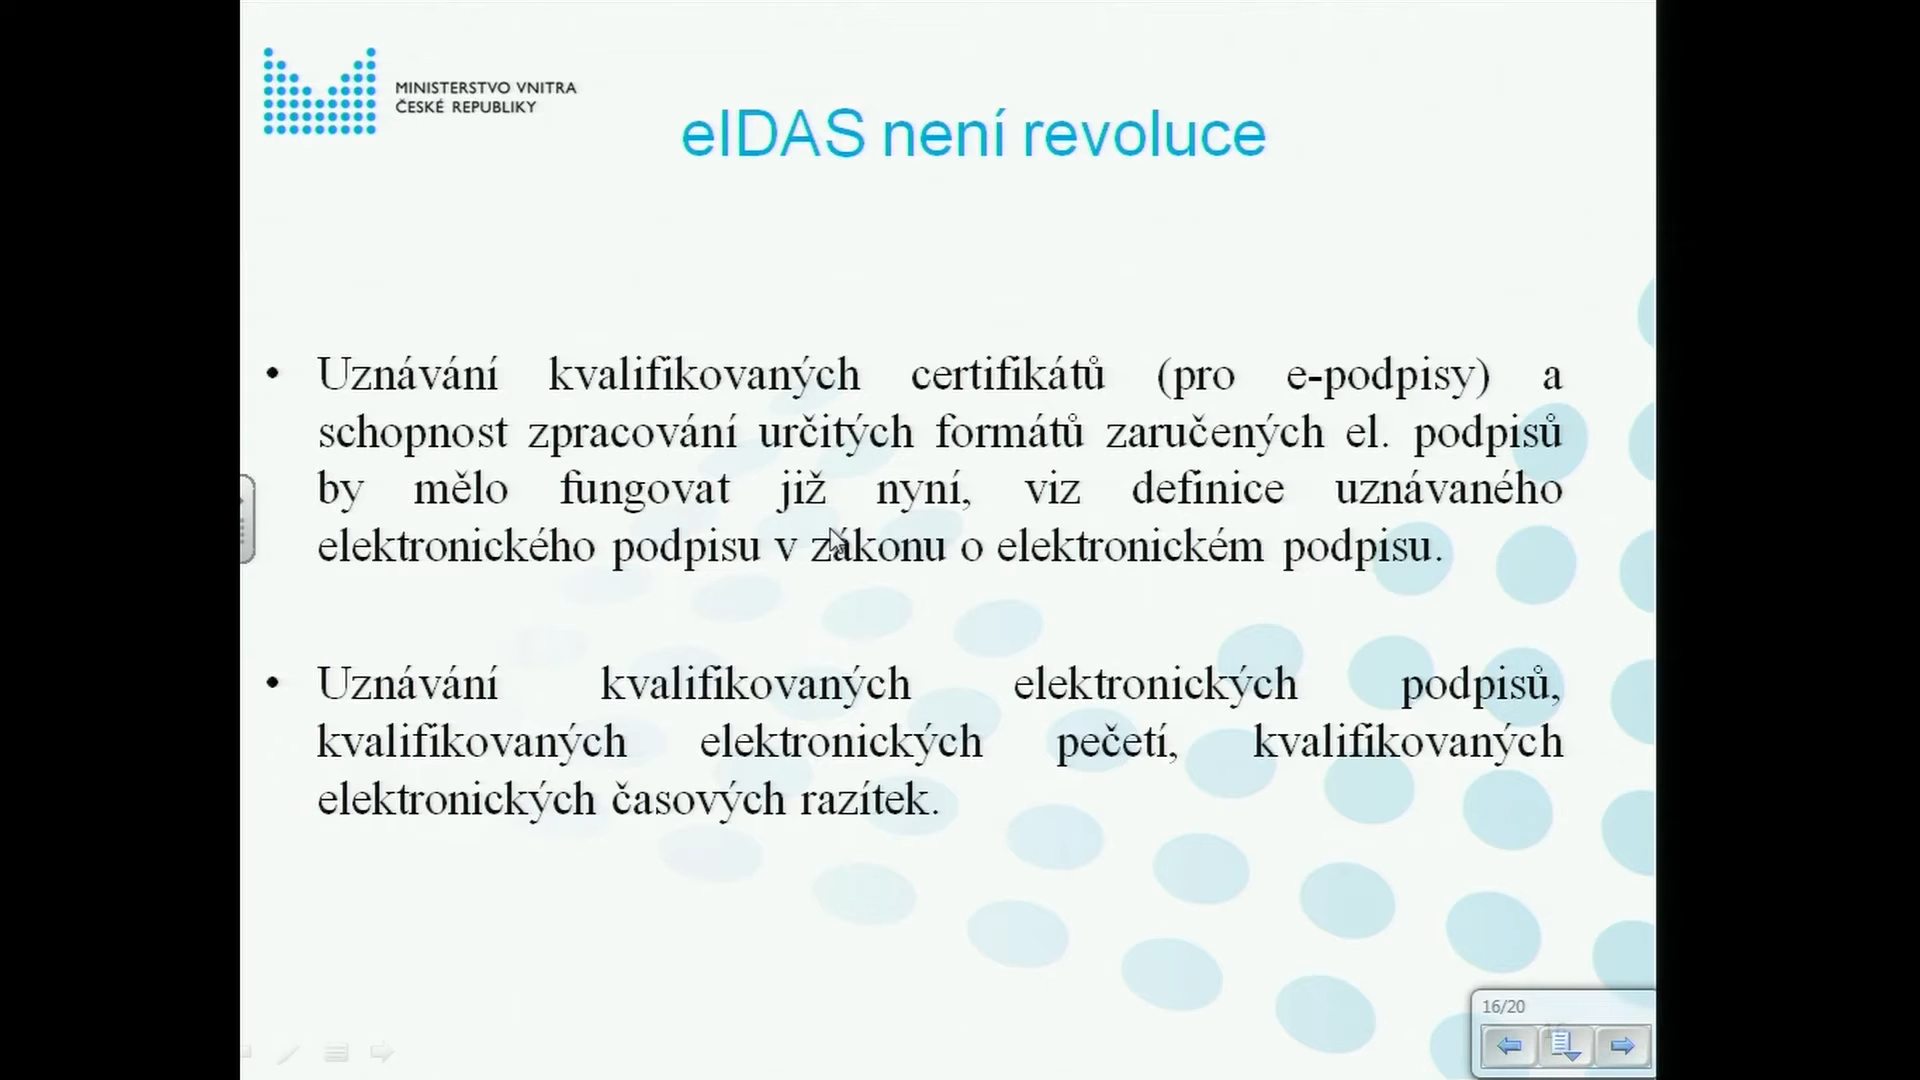 MINISTERSTVO VNITRA
ČESKÉ REPUBLIKY
eIDAS není revoluce
• Uznávání kvalifikovaných certifikátů (pro e-podpisy) a
schopnost zpracování určitých formátů zaručených el. podpisů
by mělo fungovat již nyní, viz definice uznávaného
elektronického podpisu v zákonu o elektronickém podpisu.
• Uznávání kvalifikovaných elektronických podpisů,
kvalifikovaných elektronických pečetí, kvalifikovaných
elektronických časových razítek.
16/20